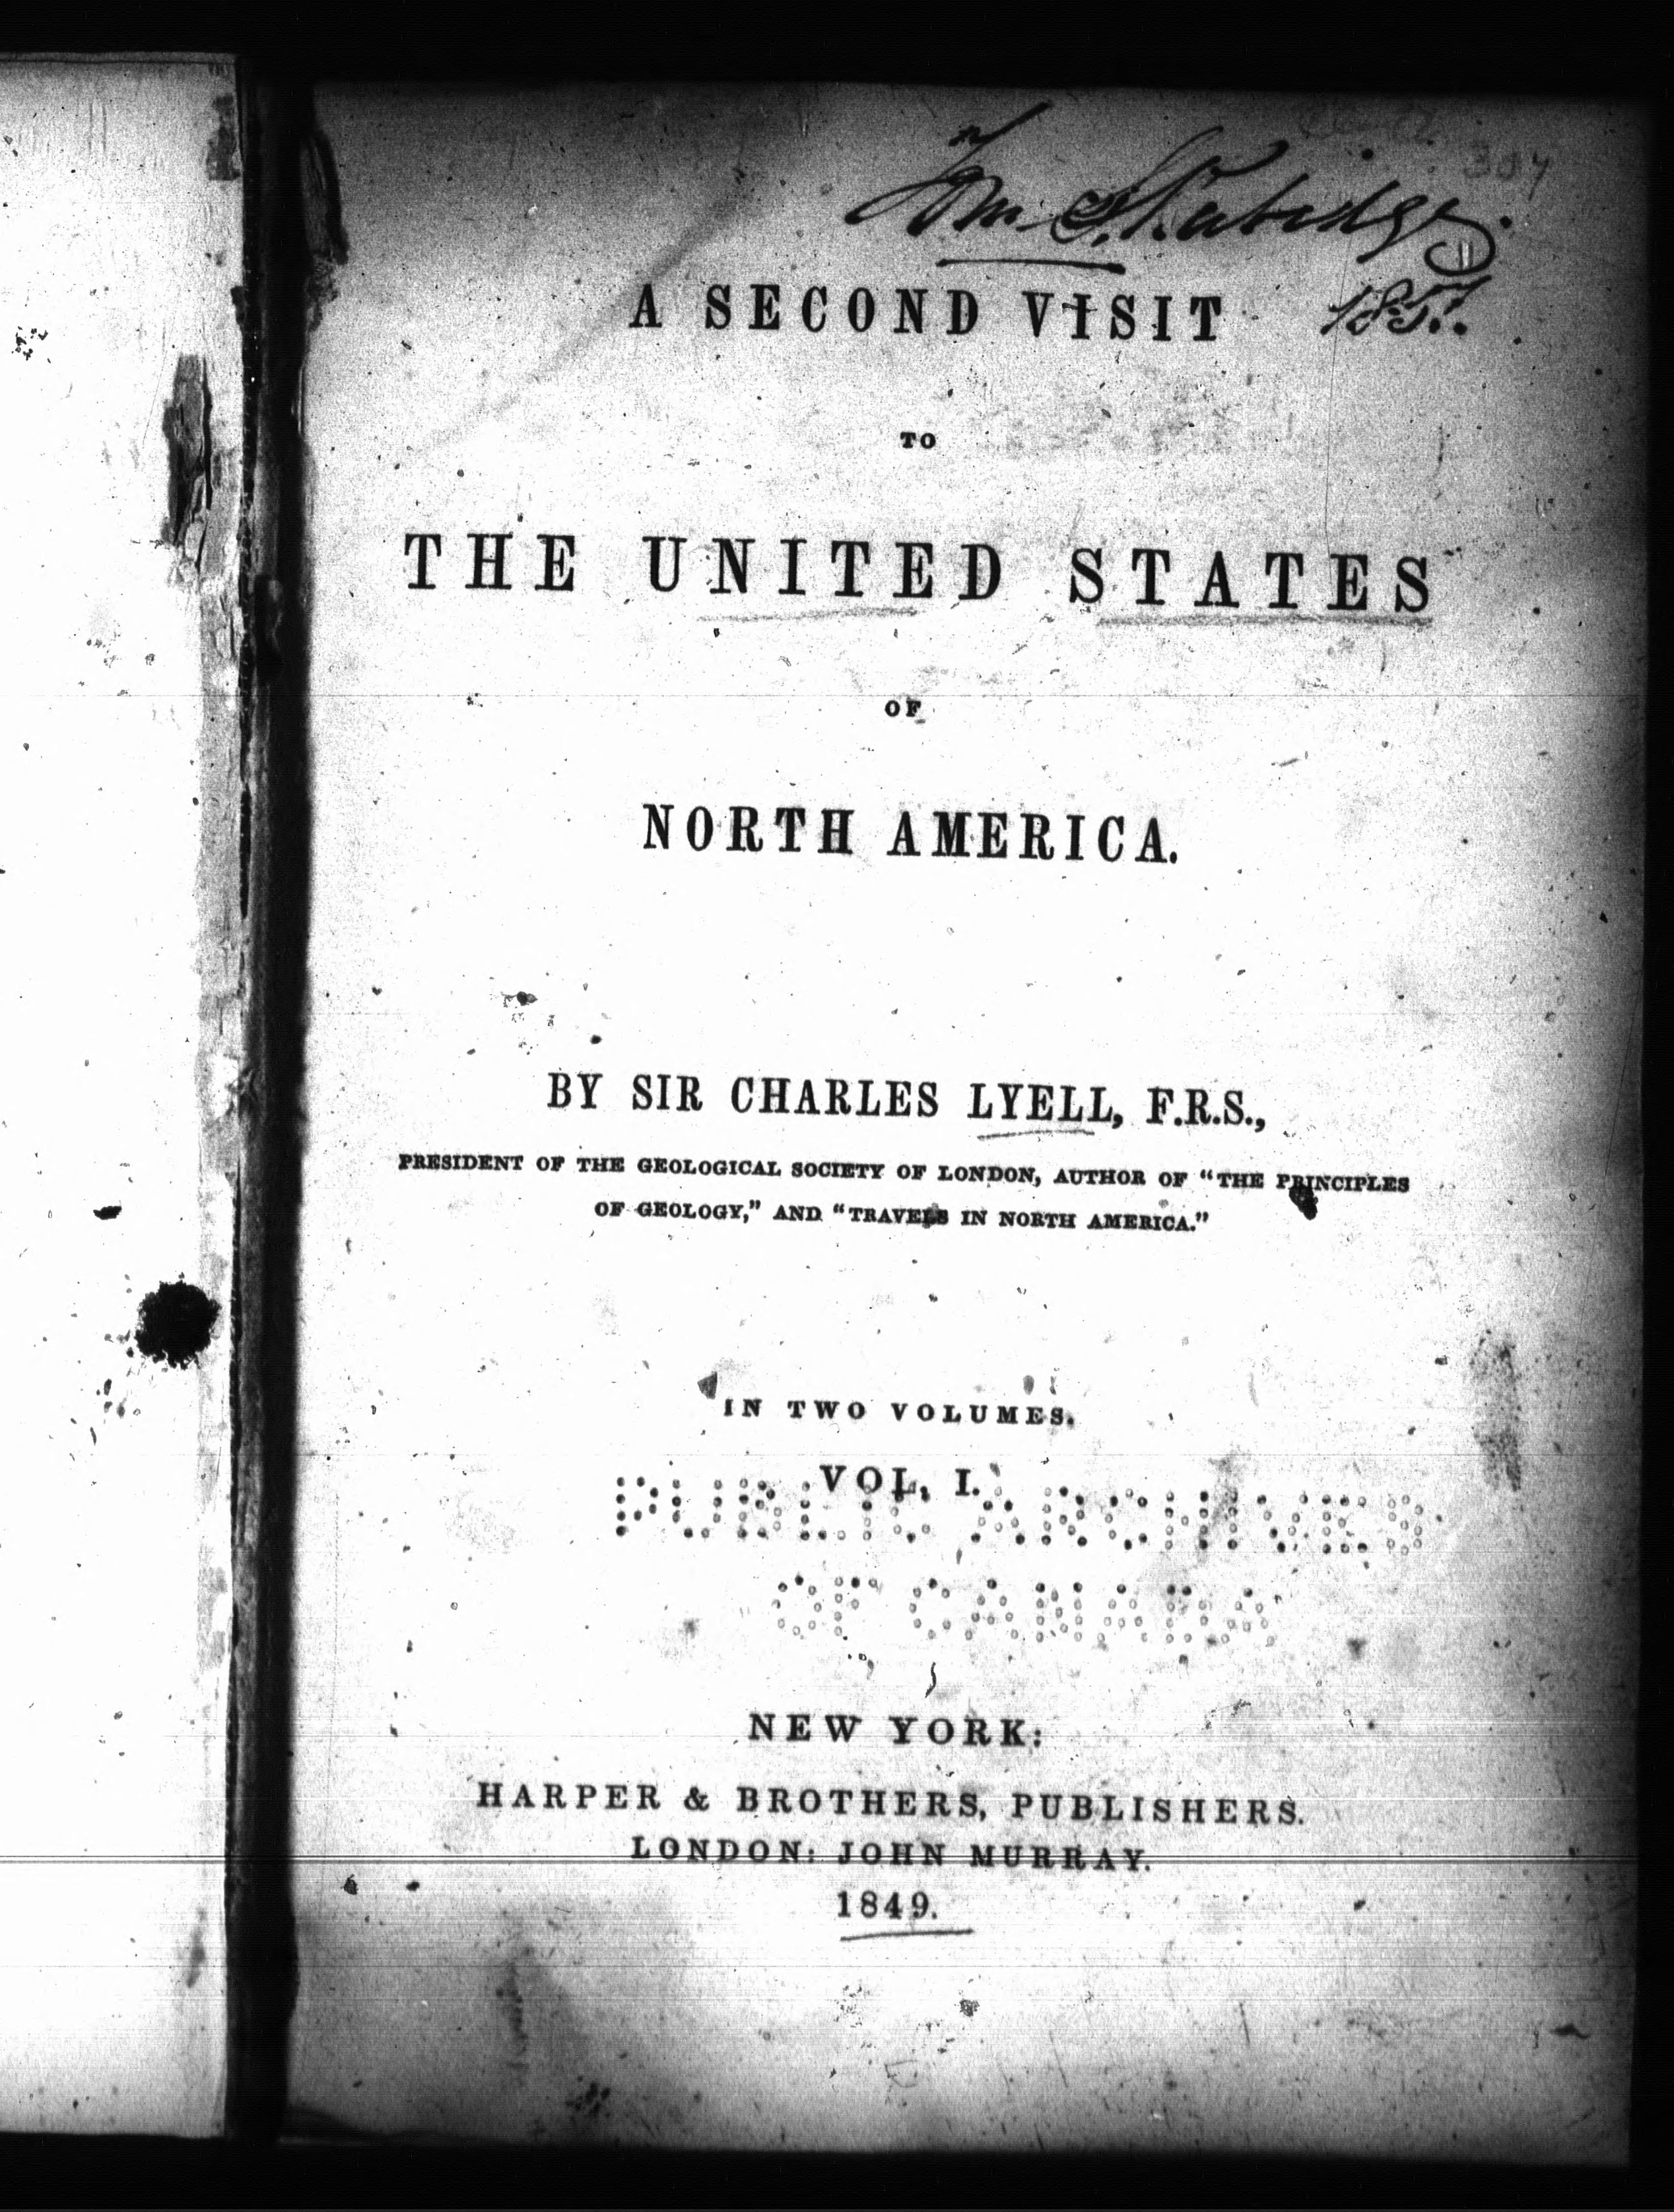 307
A SECOND VISIT
TO
THE UNITED STATES
OF
NORTH AMERICA.
BY SIR CHARLES LYELL, F.R.S.,
PRESIDENT OF THE GEOLOGICAL SOCIETY OF LONDON, AUTHOR OF "THE PRINCIPLES
OF GEOLOGY," AND "TRAVELS IN NORTH AMERICA."
IN TWO VOLUMES.
VOL. I.
PUBLIC ARCHIVES
OF CANADA
NEW YORK:
HARPER & BROTHERS, PUBLISHERS.
LONDON: JOHN MURRAY.
1849.